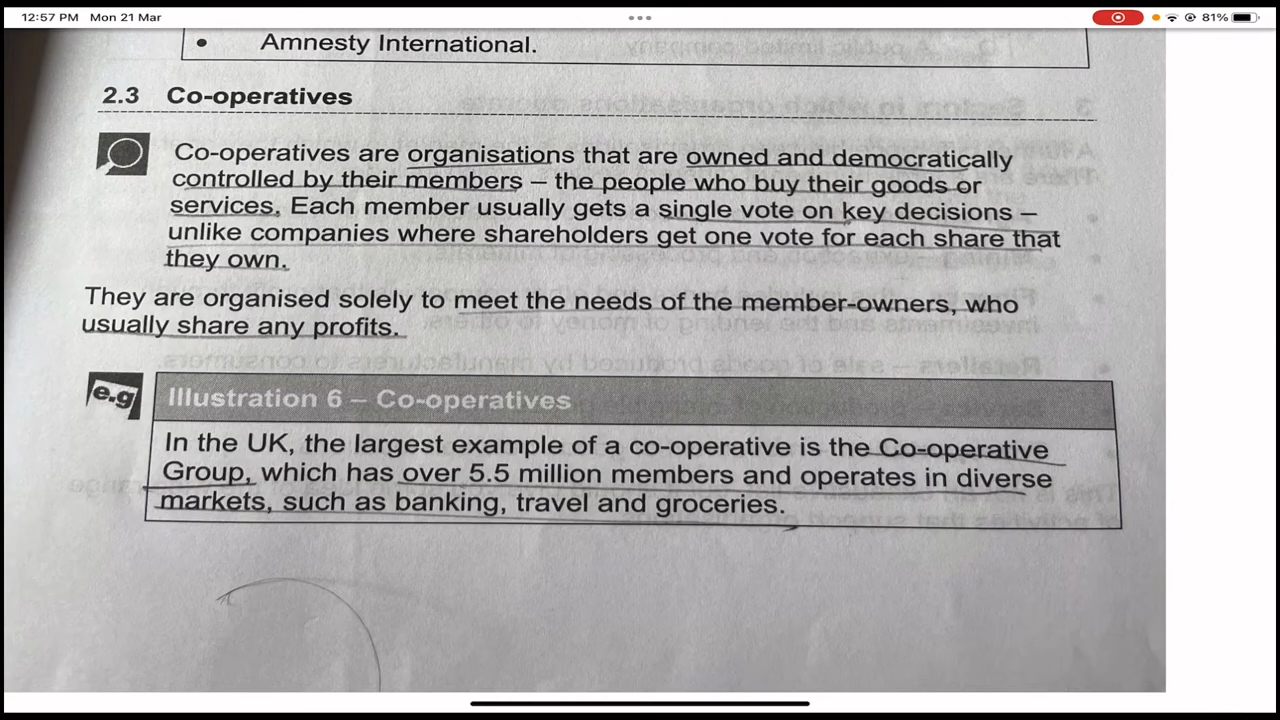 12:57 PM Mon 21 Mar
81%
• Amnesty International.
2.3 Co-operatives
Co-operatives are organisations that are owned and democratically
controlled by their members – the people who buy their goods or
services. Each member usually gets a single vote on key decisions –
unlike companies where shareholders get one vote for each share that
they own.
They are organised solely to meet the needs of the member-owners, who
usually share any profits.
e.g
Illustration 6 – Co-operatives
In the UK, the largest example of a co-operative is the Co-operative
Group, which has over 5.5 million members and operates in diverse
markets, such as banking, travel and groceries.